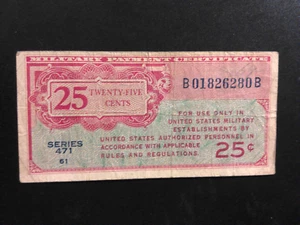 MILITARY PAYMENT CERTIFICATE
B01826280B
25 TWENTY-FIVE
CENTS
FOR USE ONLY IN
UNITED STATES MILITARY
ESTABLISHMENTS BY
UNITED STATES AUTHORIZED PERSONNEL IN
ACCORDANCE WITH APPLICABLE
RULES AND REGULATIONS.
25¢
SERIES
471
61